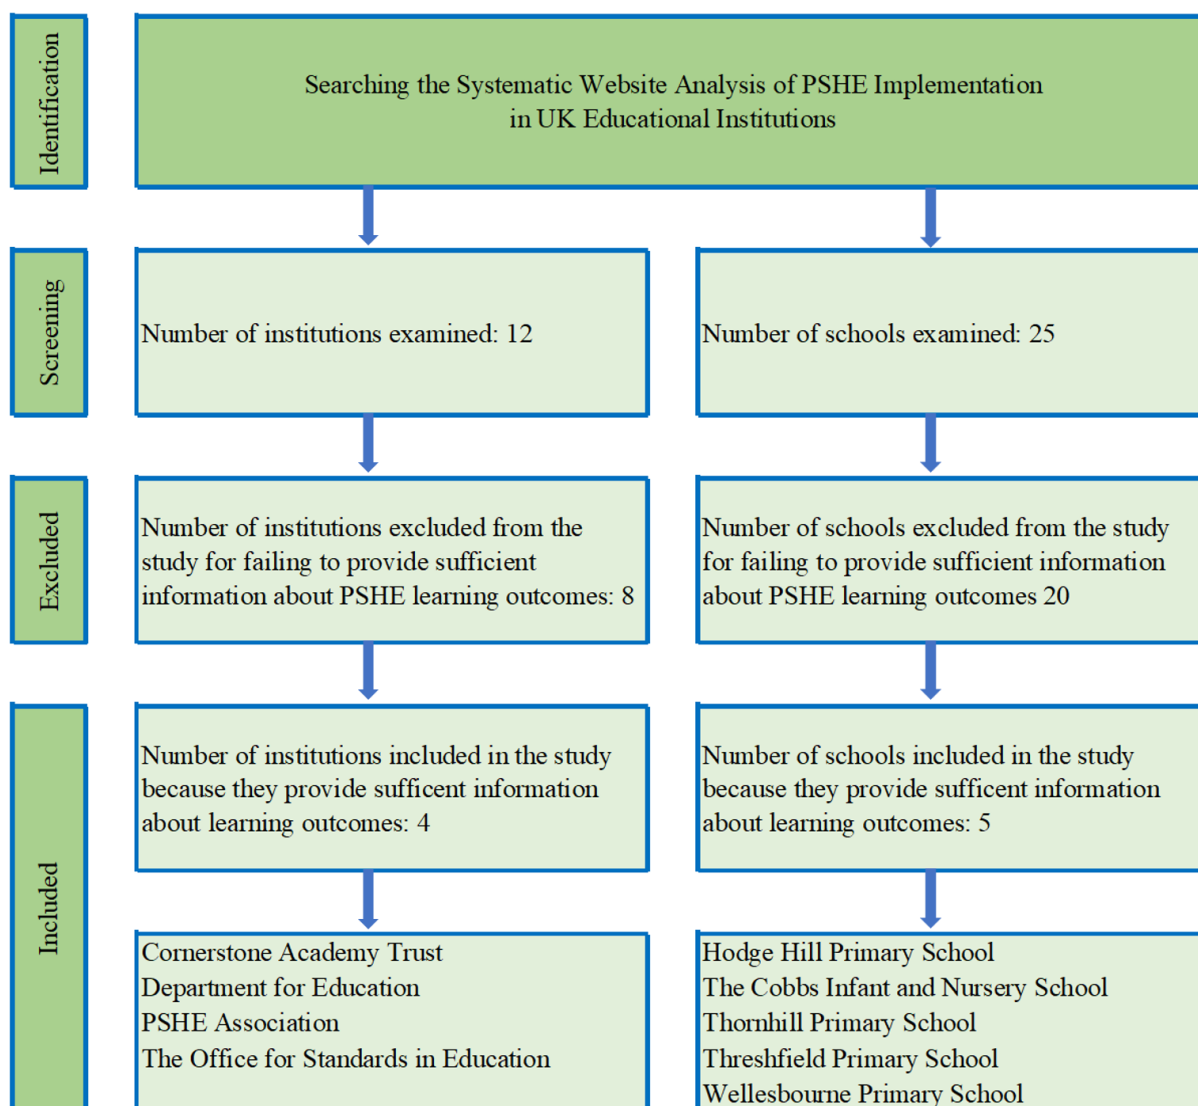 Identification
Searching the Systematic Website Analysis of PSHE Implementation
in UK Educational Institutions
Screening
Number of institutions examined: 12
Number of schools examined: 25
Excluded
Number of institutions excluded from the
study for failing to provide sufficient
information about PSHE learning outcomes: 8
Number of schools excluded from the study
for failing to provide sufficient information
about PSHE learning outcomes 20
Included
Number of institutions included in the study
because they provide sufficent information
about learning outcomes: 4
Number of schools included in the study
because they provide sufficent information
about learning outcomes: 5
Cornerstone Academy Trust
Department for Education
PSHE Association
The Office for Standards in Education
Hodge Hill Primary School
The Cobbs Infant and Nursery School
Thornhill Primary School
Threshfield Primary School
Wellesbourne Primary School